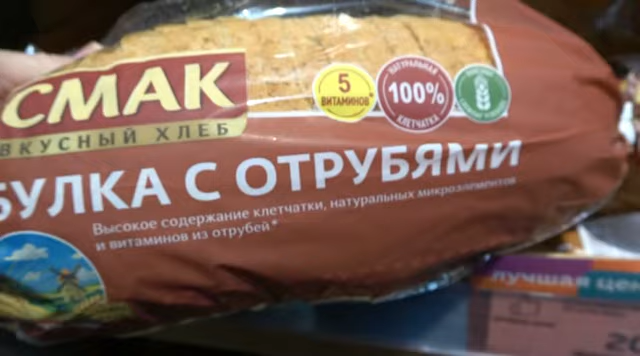 СМАК
ВКУСНЫЙ ХЛЕБ
5
ВИТАМИНОВ*
НАТУРАЛЬНАЯ
100%
КЛЕТЧАТКА
БУЛКА С ОТРУБЯМИ
Высокое содержание клетчатки, натуральных микроэлементов
и витаминов из отрубей*
лучшая цен